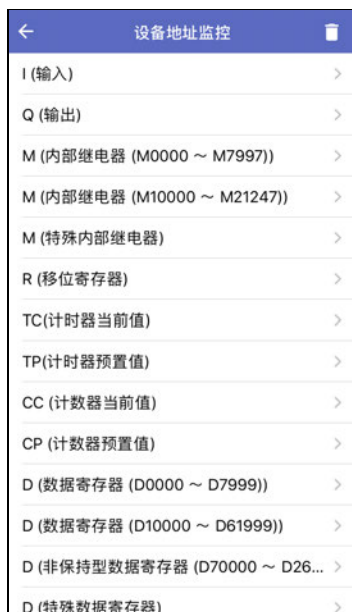 设备地址监控
I (输入)
Q (输出)
M (内部继电器 (M0000 ～ M7997))
M (内部继电器 (M10000 ～ M21247))
M (特殊内部继电器)
R (移位寄存器)
TC(计时器当前值)
TP(计时器预置值)
CC (计数器当前值)
CP (计数器预置值)
D (数据寄存器 (D0000 ～ D7999))
D (数据寄存器 (D10000 ～ D61999))
D (非保持型数据寄存器 (D70000 ～ D26...
D (特殊数据寄存器)